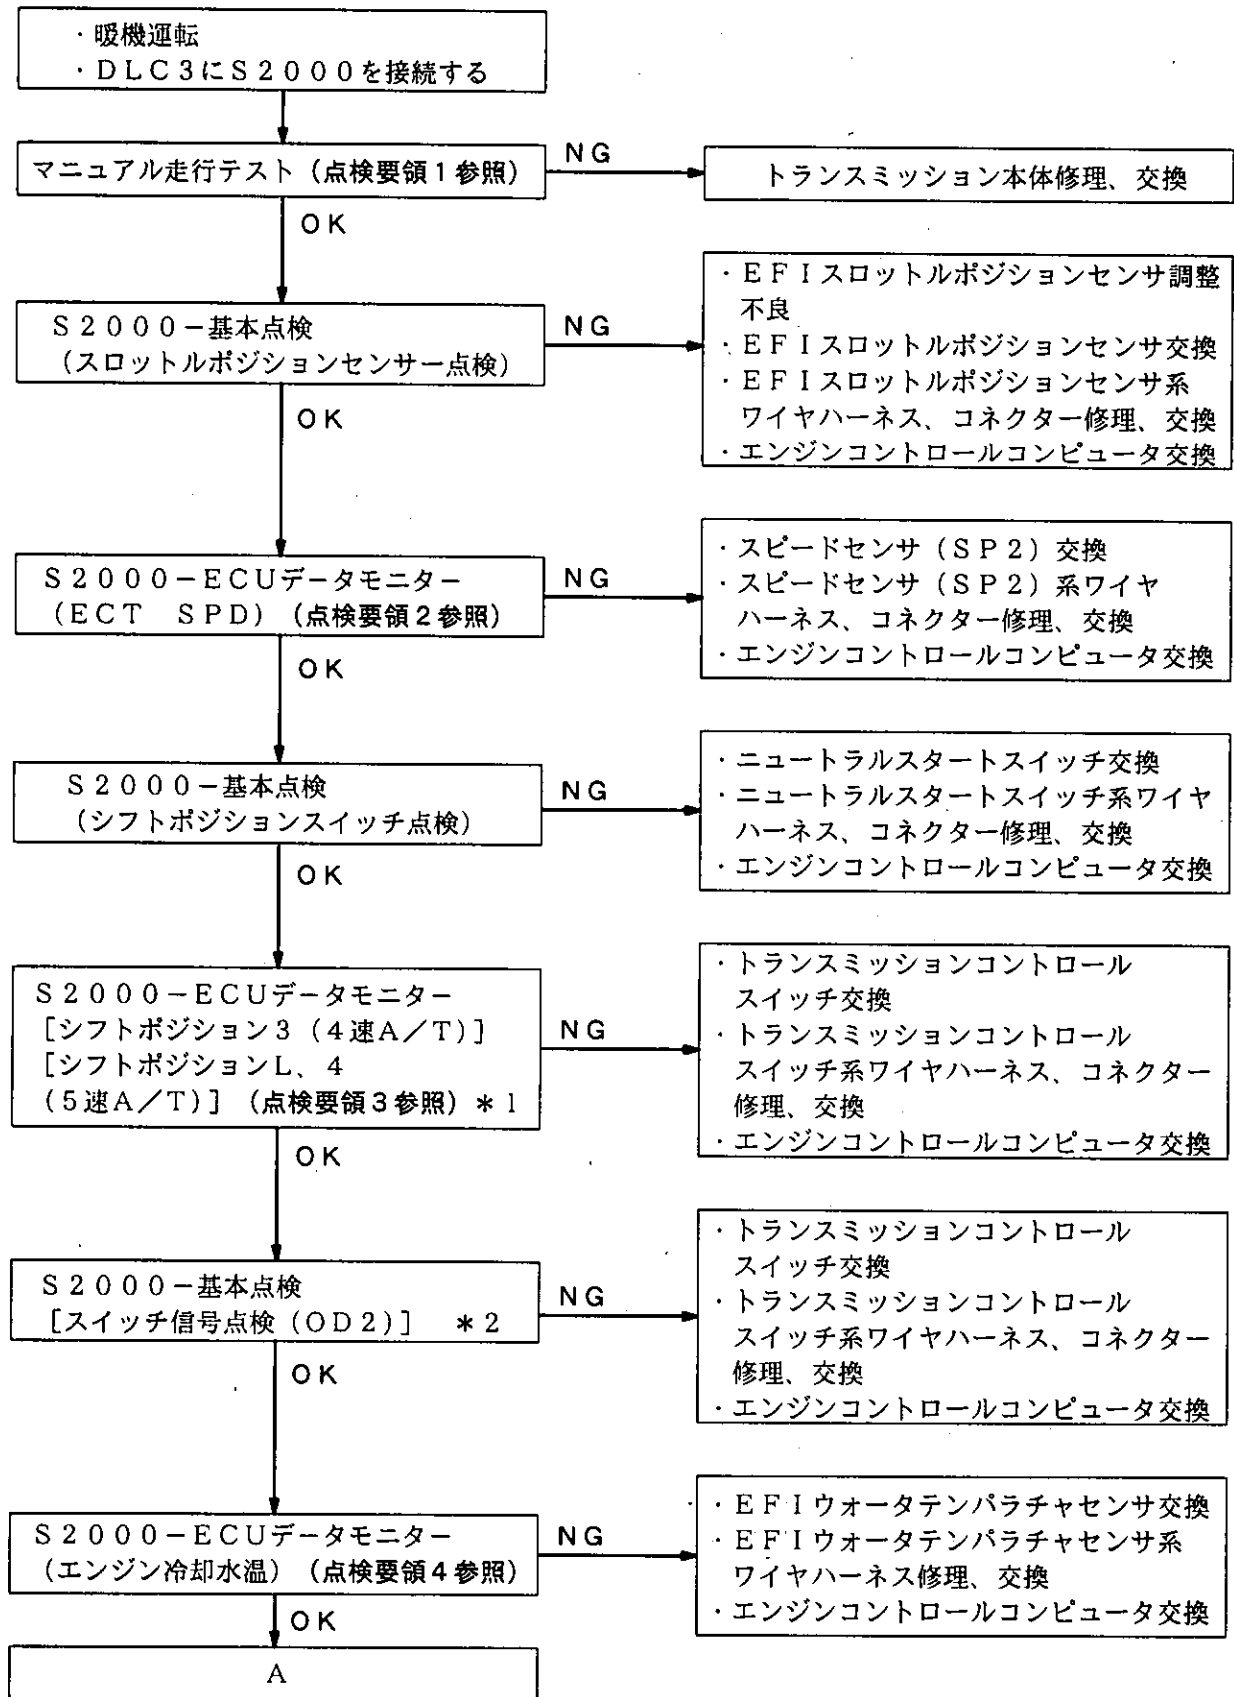 ・暖機運転
・DLC3にS2000を接続する
マニュアル走行テスト（点検要領1参照）
NG
トランスミッション本体修理、交換
OK
S2000－基本点検
（スロットルポジションセンサー点検）
NG
・EFIスロットルポジションセンサ調整
不良
・EFIスロットルポジションセンサ交換
・EFIスロットルポジションセンサ系
ワイヤハーネス、コネクター修理、交換
・エンジンコントロールコンピュータ交換
OK
S2000－ECUデータモニター
（ECT　SPD）（点検要領2参照）
NG
・スピードセンサ（SP2）交換
・スピードセンサ（SP2）系ワイヤ
ハーネス、コネクター修理、交換
・エンジンコントロールコンピュータ交換
OK
S2000－基本点検
（シフトポジションスイッチ点検）
NG
・ニュートラルスタートスイッチ交換
・ニュートラルスタートスイッチ系ワイヤ
ハーネス、コネクター修理、交換
・エンジンコントロールコンピュータ交換
OK
S2000－ECUデータモニター
［シフトポジション3（4速A／T）］
［シフトポジションL、4
（5速A／T）］（点検要領3参照）＊1
NG
・トランスミッションコントロール
スイッチ交換
・トランスミッションコントロール
スイッチ系ワイヤハーネス、コネクター
修理、交換
・エンジンコントロールコンピュータ交換
OK
S2000－基本点検
［スイッチ信号点検（OD2）］　＊2
NG
・トランスミッションコントロール
スイッチ交換
・トランスミッションコントロール
スイッチ系ワイヤハーネス、コネクター
修理、交換
・エンジンコントロールコンピュータ交換
OK
S2000－ECUデータモニター
（エンジン冷却水温）（点検要領4参照）
NG
・EFIウォータテンパラチャセンサ交換
・EFIウォータテンパラチャセンサ系
ワイヤハーネス修理、交換
・エンジンコントロールコンピュータ交換
OK
A